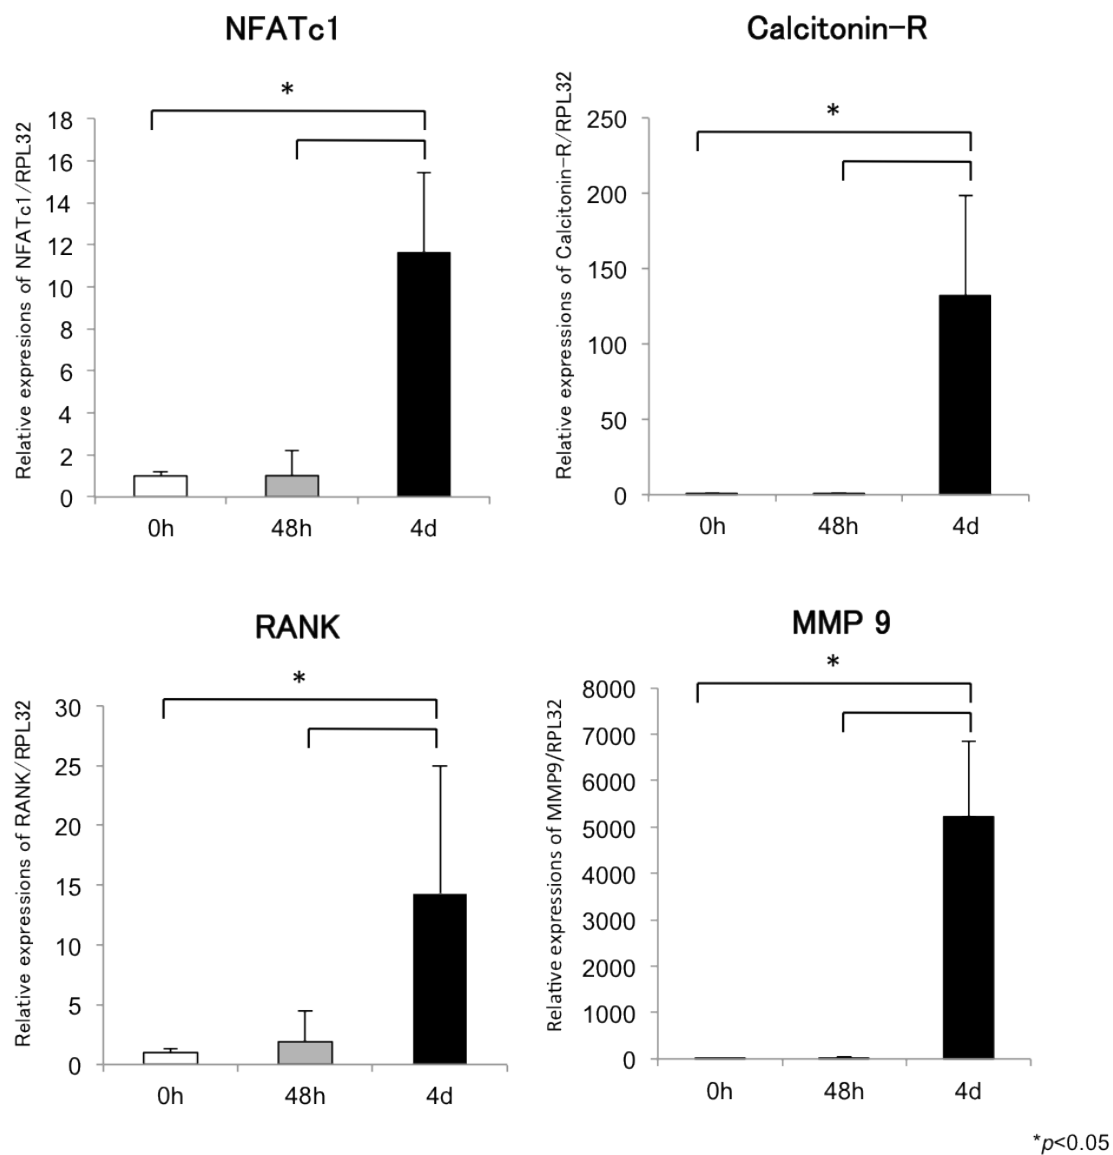 NFATc1
*
Relative expresions of NFATc1/RPL32
18
16
14
12
10
8
6
4
2
0
0h 48h 4d
Calcitonin-R
*
Relative expressions of Calcitonin-R/RPL32
250
200
150
100
50
0
0h 48h 4d
RANK
*
Relative expressions of RANK/RPL32
30
25
20
15
10
5
0
0h 48h 4d
MMP 9
*
Relative expressions of MMP9/RPL32
8000
7000
6000
5000
4000
3000
2000
1000
0
0h 48h 4d
*p<0.05